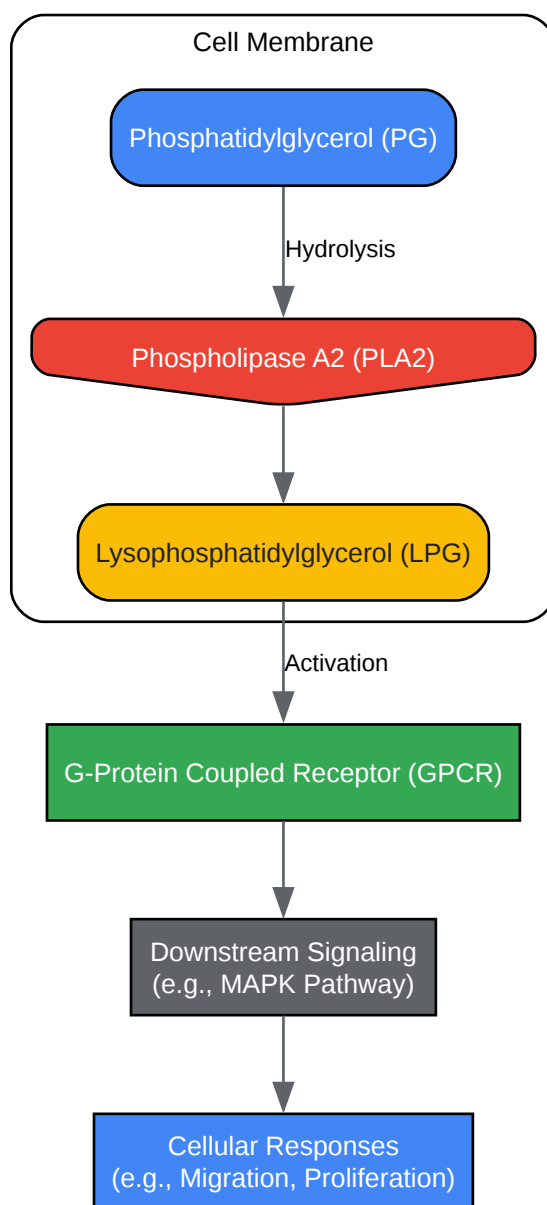 Cell Membrane
Phosphatidylglycerol (PG)
Hydrolysis
Phospholipase A2 (PLA2)
Lysophosphatidylglycerol (LPG)
Activation
G-Protein Coupled Receptor (GPCR)
Downstream Signaling
(e.g., MAPK Pathway)
Cellular Responses
(e.g., Migration, Proliferation)